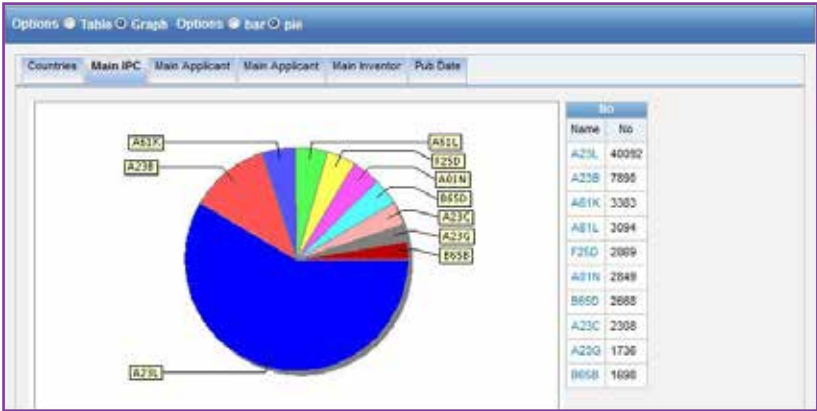 Options Table Graph Options bar pie
Countries Main IPC Main Applicant Main Applicant Main Inventor Pub Date
No
Name No
A23L 40092
A23B 7898
A61K 3383
A61L 3094
F25D 2869
A01N 2849
B65D 2668
A23C 2308
A23G 1736
B65B 1698
A61K
A23B
A61L
F25D
A01N
B65D
A23C
A23G
B65B
A23L